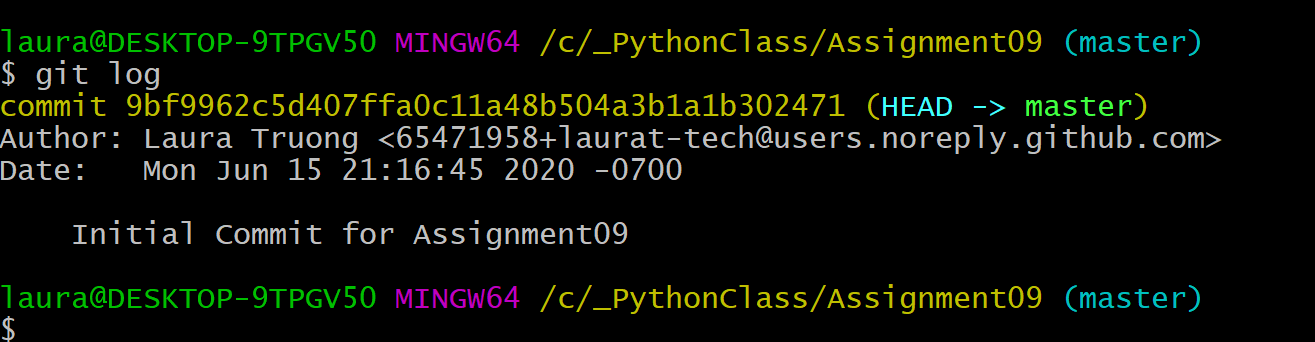 laura@DESKTOP-9TPGV50 MINGW64 /c/_PythonClass/Assignment09 (master)
$ git log
commit 9bf9962c5d407ffa0c11a48b504a3b1a1b302471 (HEAD -> master)
Author: Laura Truong <65471958+laurat-tech@users.noreply.github.com>
Date:   Mon Jun 15 21:16:45 2020 -0700
    Initial Commit for Assignment09
laura@DESKTOP-9TPGV50 MINGW64 /c/_PythonClass/Assignment09 (master)
$